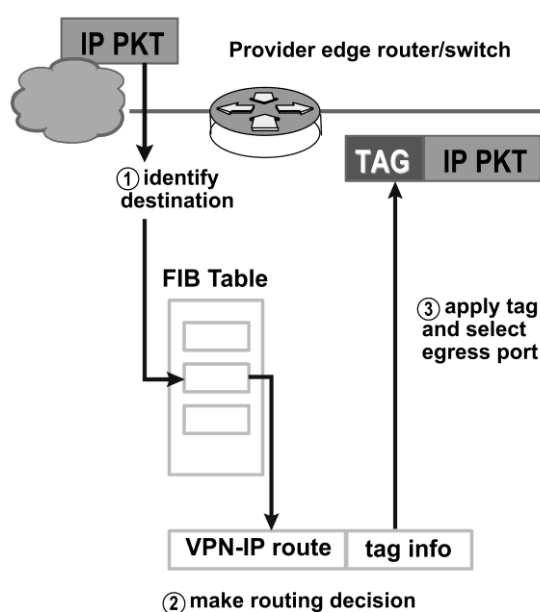 IP PKT
Provider edge router/switch
TAG IP PKT
① identify
destination
FIB Table
③ apply tag
and select
egress port
VPN-IP route tag info
② make routing decision